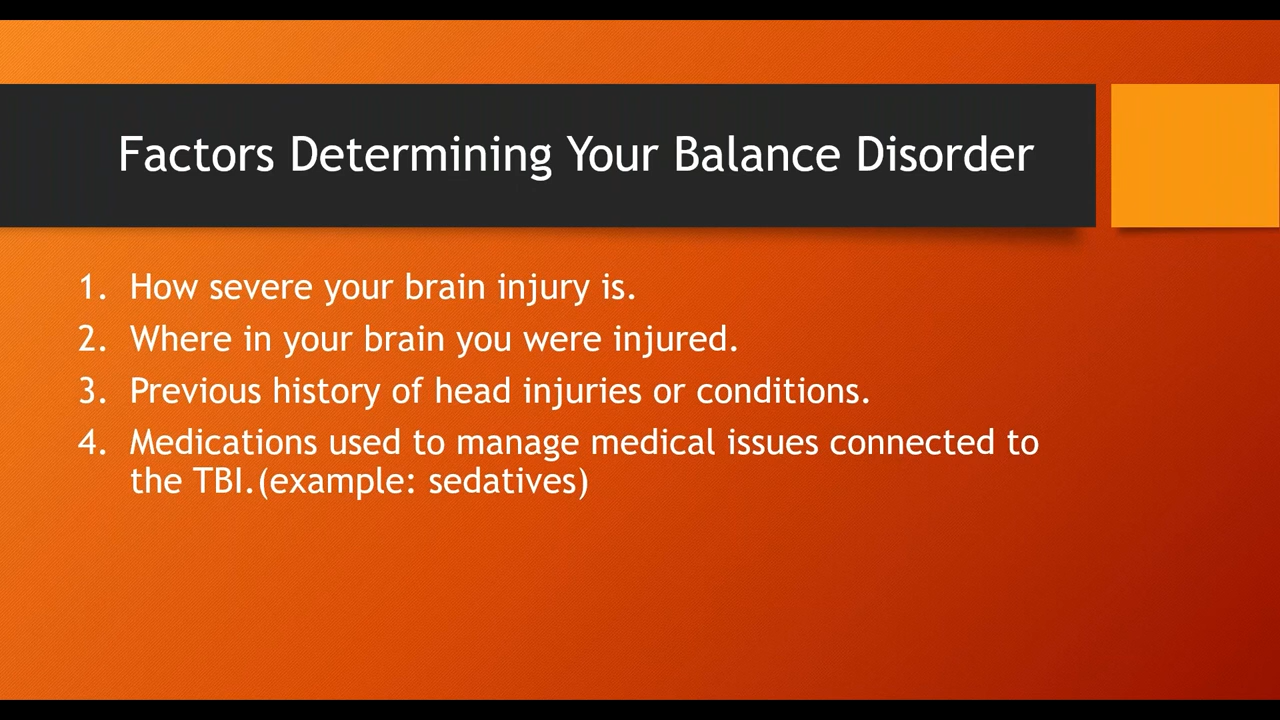 Factors Determining Your Balance Disorder
1. How severe your brain injury is.
2. Where in your brain you were injured.
3. Previous history of head injuries or conditions.
4. Medications used to manage medical issues connected to
the TBI.(example: sedatives)